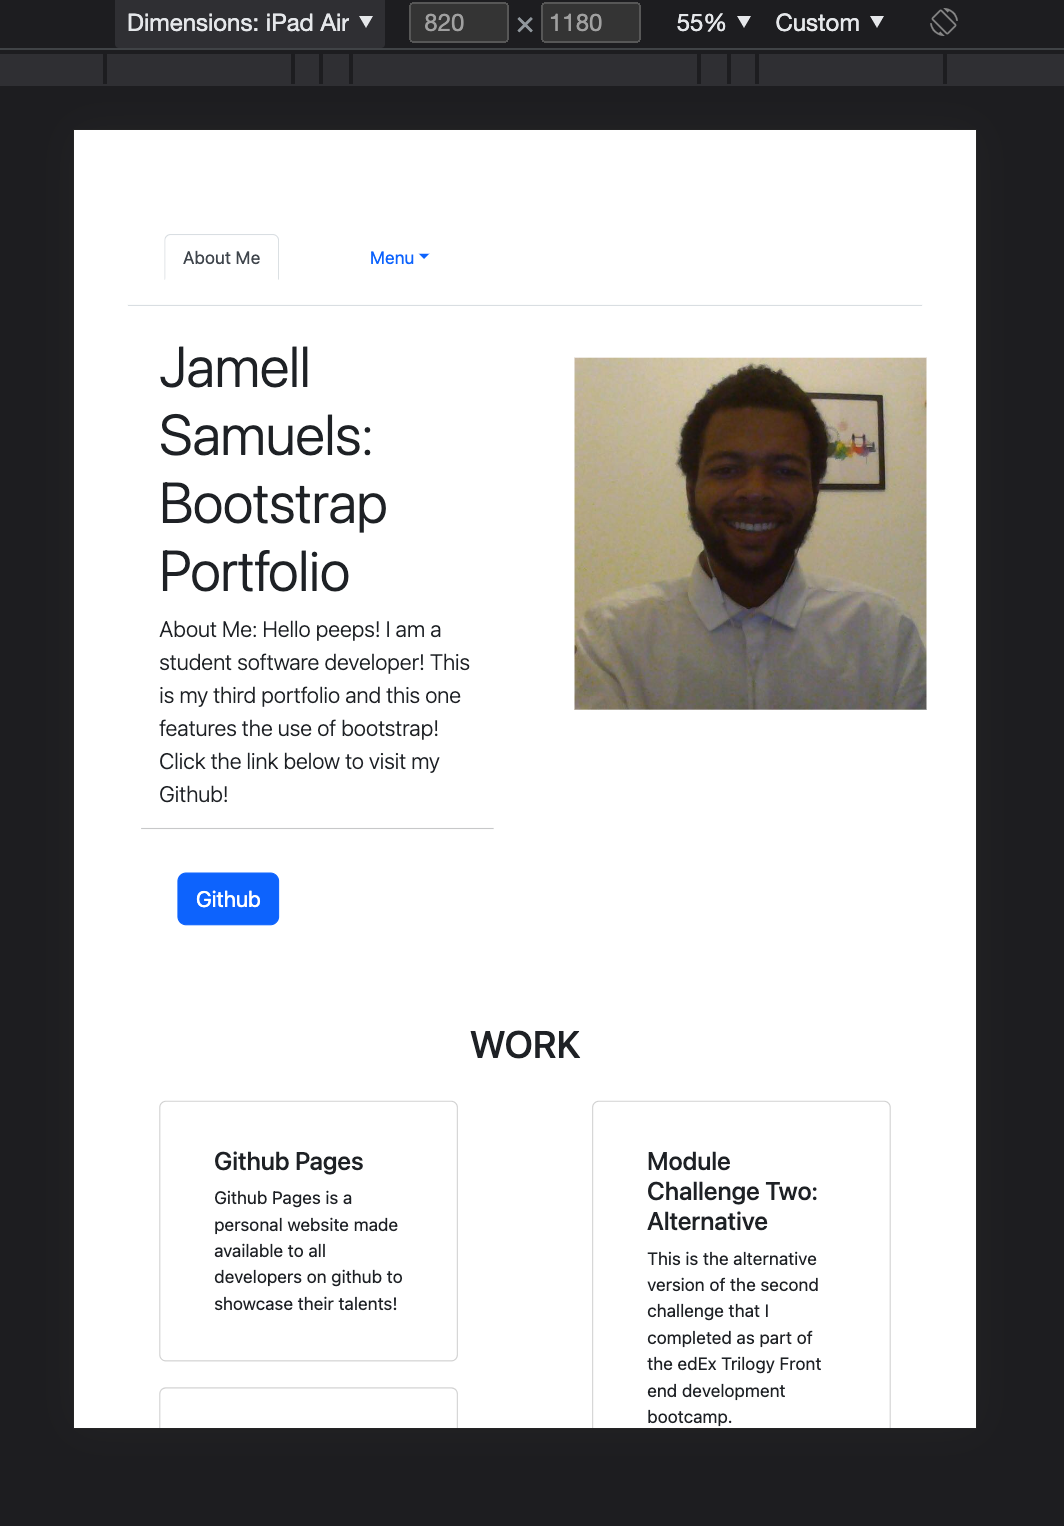 Dimensions: iPad Air ▼ 820 × 1180 55% ▼ Custom ▼
About Me Menu
Jamell
Samuels:
Bootstrap
Portfolio
About Me: Hello peeps! I am a
student software developer! This
is my third portfolio and this one
features the use of bootstrap!
Click the link below to visit my
Github!
Github
WORK
Github Pages
Github Pages is a
personal website made
available to all
developers on github to
showcase their talents!
Module
Challenge Two:
Alternative
This is the alternative
version of the second
challenge that I
completed as part of
the edEx Trilogy Front
end development
bootcamp.